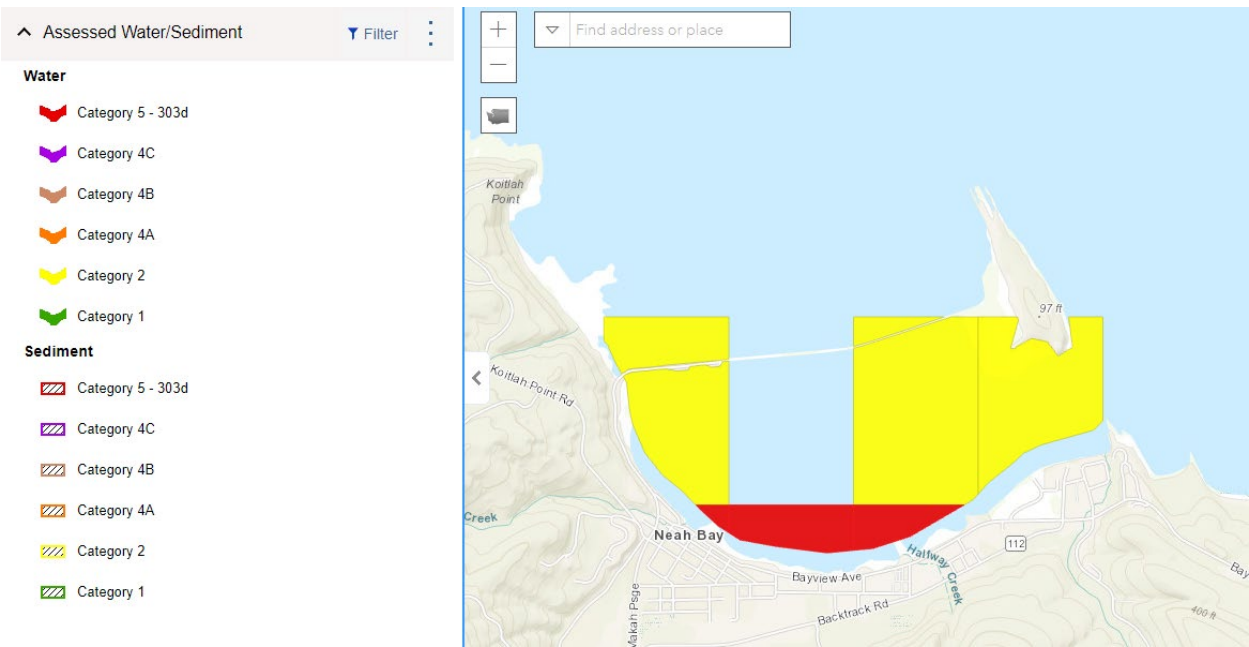 Assessed Water/Sediment
Filter
Water
Category 5 - 303d
Category 4C
Category 4B
Category 4A
Category 2
Category 1
Sediment
Category 5 - 303d
Category 4C
Category 4B
Category 4A
Category 2
Category 1
Find address or place
Koitlah
Point
97 ft
Koitlah Point Rd
Creek
Neah Bay
Halfway
Creek
112
Bayview Ave
Backtrack Rd
Makah Psge
Bay
400 ft